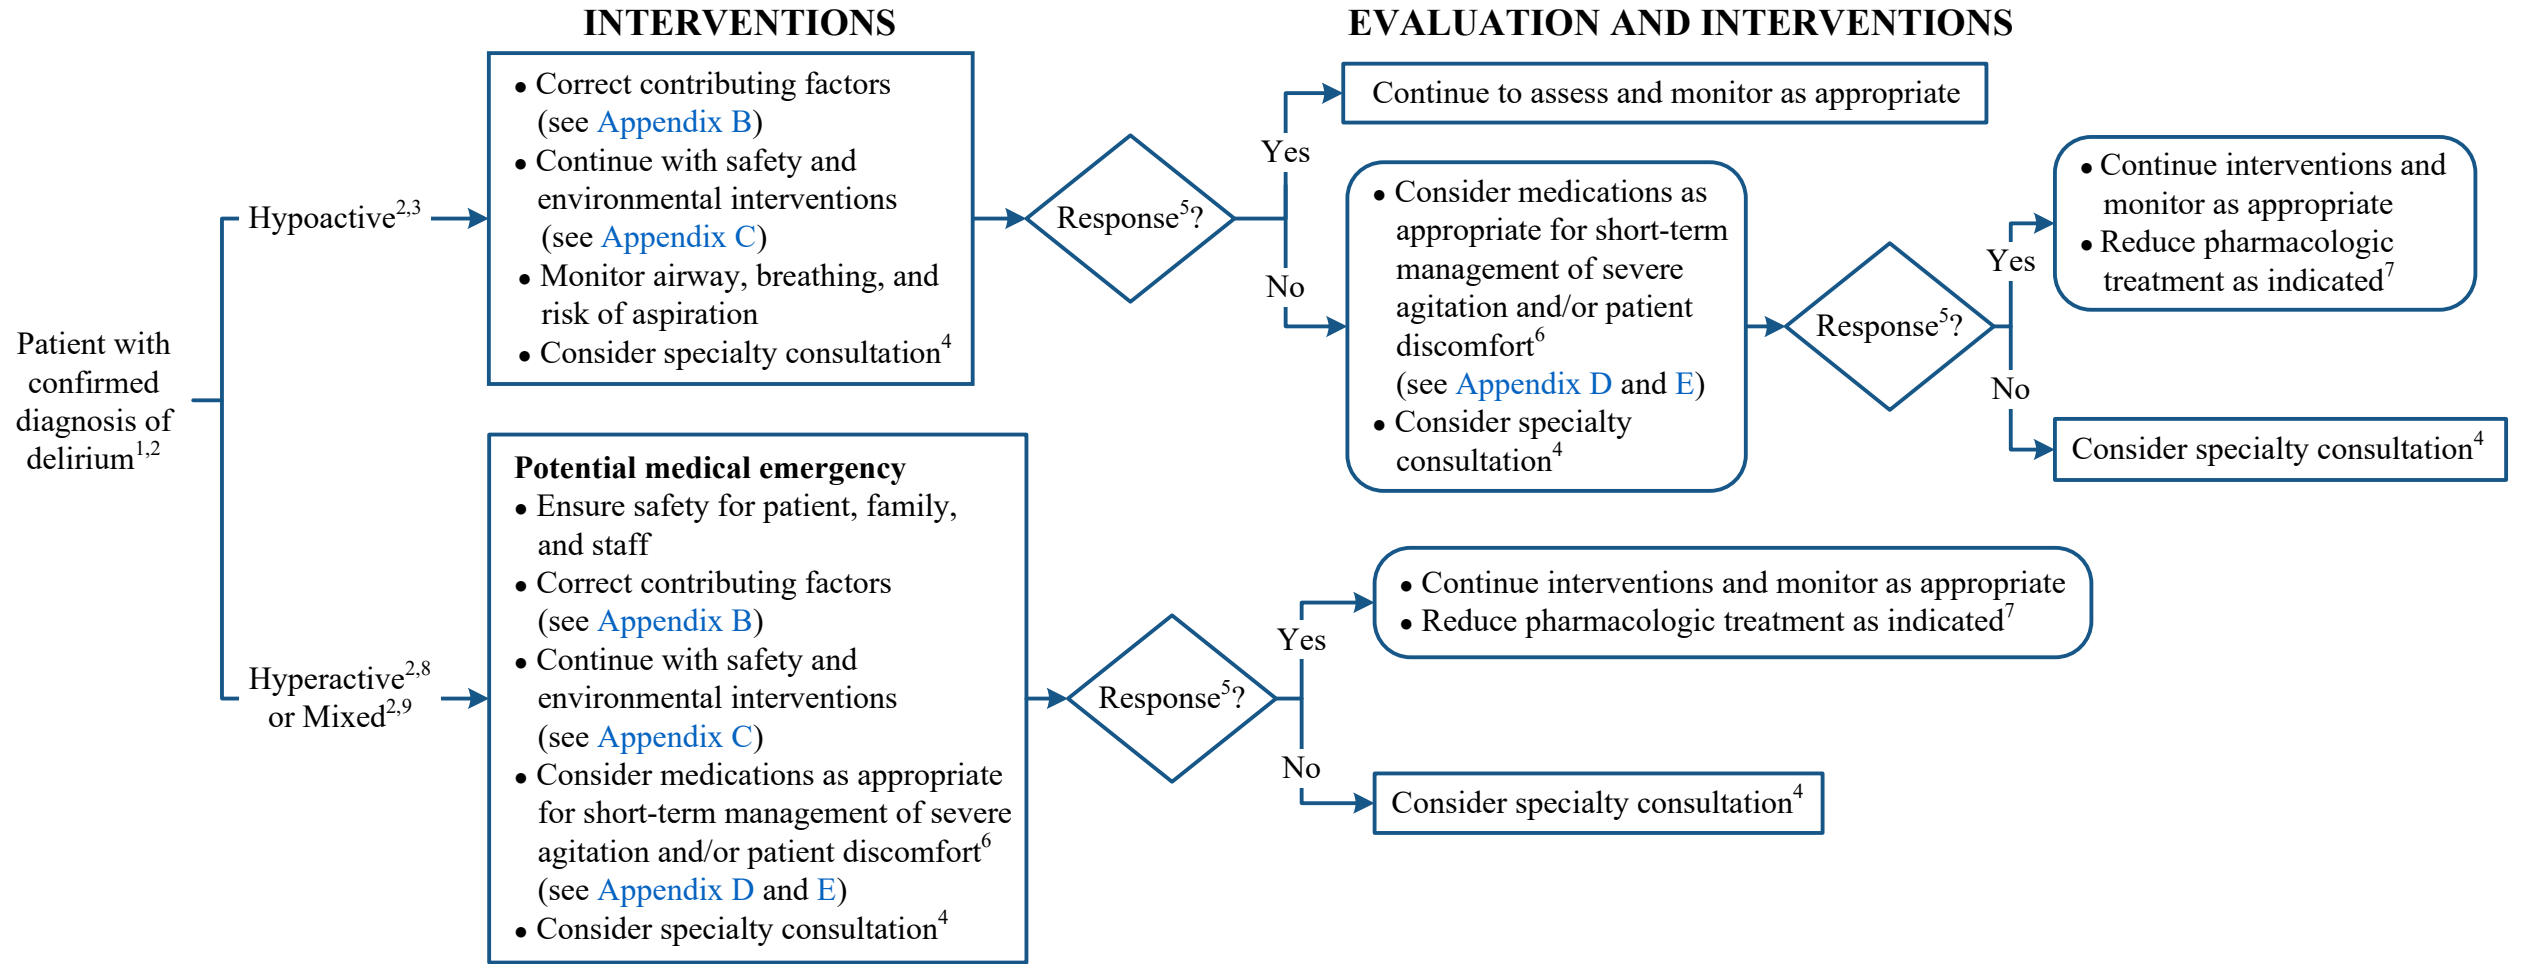 INTERVENTIONS
EVALUATION AND INTERVENTIONS
Patient with
confirmed
diagnosis of
delirium1,2
Hypoactive2,3
• Correct contributing factors
(see Appendix B)
• Continue with safety and
environmental interventions
(see Appendix C)
• Monitor airway, breathing, and
risk of aspiration
• Consider specialty consultation4
Response5?
Yes
Continue to assess and monitor as appropriate
No
• Consider medications as
appropriate for short-term
management of severe
agitation and/or patient
discomfort6
(see Appendix D and E)
• Consider specialty
consultation4
Response5?
Yes
• Continue interventions and
monitor as appropriate
• Reduce pharmacologic
treatment as indicated7
No
Consider specialty consultation4
Hyperactive2,8
or Mixed2,9
Potential medical emergency
• Ensure safety for patient, family,
and staff
• Correct contributing factors
(see Appendix B)
• Continue with safety and
environmental interventions
(see Appendix C)
• Consider medications as appropriate
for short-term management of severe
agitation and/or patient discomfort6
(see Appendix D and E)
• Consider specialty consultation4
Response5?
Yes
• Continue interventions and monitor as appropriate
• Reduce pharmacologic treatment as indicated7
No
Consider specialty consultation4